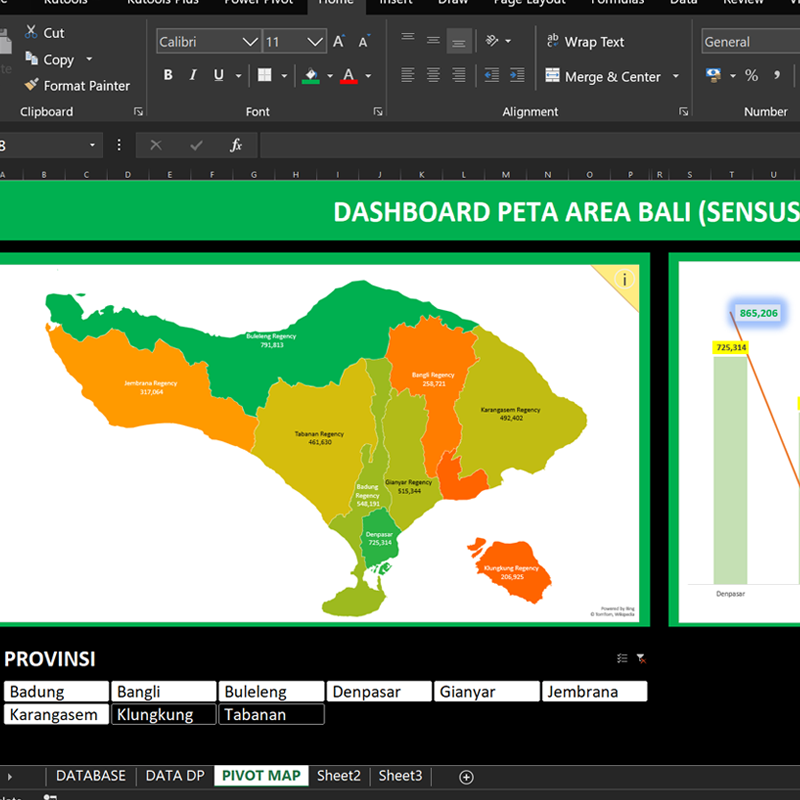 Kutools
Kutools Plus
Power Pivot
Home
Insert
Draw
Page Layout
Formulas
Data
Review
Cut
Copy
Format Painter
Clipboard
Calibri
11
A A
B I U
A
Font
ab
Wrap Text
Merge & Center
Alignment
General
%
Number
8
fx
A B C D E F G H I J K L M N O P R S T U
DASHBOARD PETA AREA BALI (SENSUS
i
Buleleng Regency
791,813
Jembrana Regency
317,064
Bangli Regency
258,721
Karangasem Regency
492,402
Tabanan Regency
461,630
Gianyar Regency
515,344
Badung
Regency
548,191
Denpasar
725,314
Klungkung Regency
206,925
Powered by Bing
© TomTom, Wikipedia
865,206
725,314
Denpasar
PROVINSI
Badung
Bangli
Buleleng
Denpasar
Gianyar
Jembrana
Karangasem
Klungkung
Tabanan
DATABASE
DATA DP
PIVOT MAP
Sheet2
Sheet3